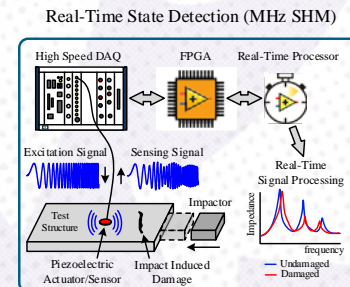 Real-Time State Detection (MHz SHM)
High Speed DAQ
FPGA
Real-Time Processor
Excitation Signal
Sensing Signal
Real-Time
Signal Processing
Impactor
Test
Structure
Impedance
frequency
Undamaged
Damaged
Piezoelectric
Actuator/Sensor
Impact Induced
Damage